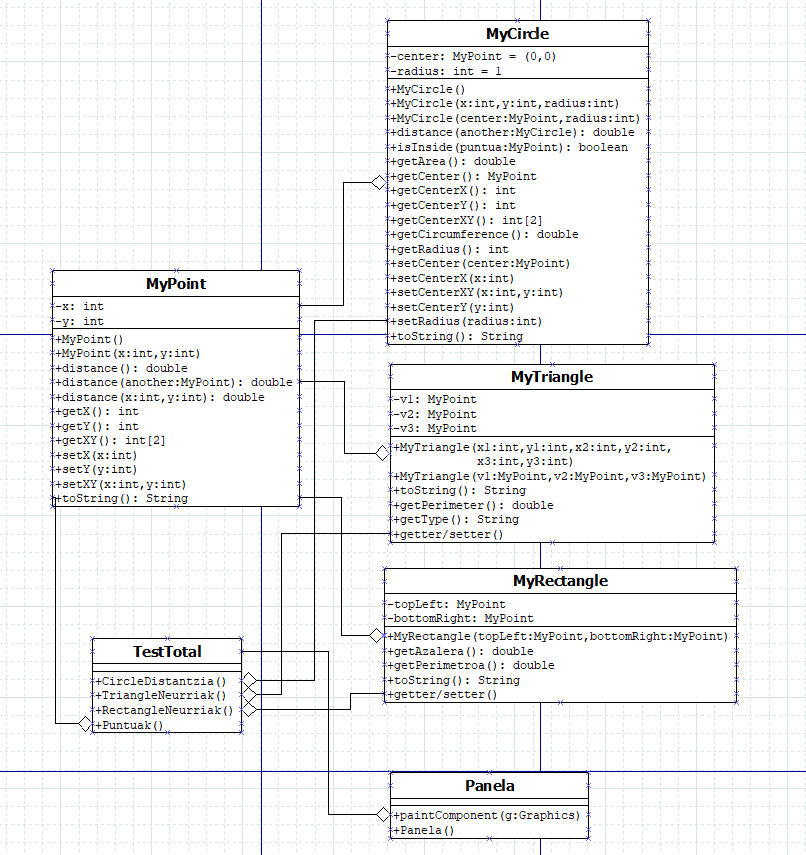 MyCircle
-center: MyPoint = (0,0)
-radius: int = 1
+MyCircle()
+MyCircle(x:int,y:int,radius:int)
+MyCircle(center:MyPoint,radius:int)
+distance(another:MyCircle): double
+isInside(puntua:MyPoint): boolean
+getArea(): double
+getCenter(): MyPoint
+getCenterX(): int
+getCenterY(): int
+getCenterXY(): int[2]
+getCircumference(): double
+getRadius(): int
+setCenter(center:MyPoint)
+setCenterX(x:int)
+setCenterXY(x:int,y:int)
+setCenterY(y:int)
+setRadius(radius:int)
+toString(): String
MyPoint
-x: int
-y: int
+MyPoint()
+MyPoint(x:int,y:int)
+distance(): double
+distance(another:MyPoint): double
+distance(x:int,y:int): double
+getX(): int
+getY(): int
+getXY(): int[2]
+setX(x:int)
+setY(y:int)
+setXY(x:int,y:int)
+toString(): String
MyTriangle
-v1: MyPoint
-v2: MyPoint
-v3: MyPoint
+MyTriangle(x1:int,y1:int,x2:int,y2:int,
x3:int,y3:int)
+MyTriangle(v1:MyPoint,v2:MyPoint,v3:MyPoint)
+toString(): String
+getPerimeter(): double
+getType(): String
+getter/setter()
MyRectangle
-topLeft: MyPoint
-bottomRight: MyPoint
+MyRectangle(topLeft:MyPoint,bottomRight:MyPoint)
+getAzalera(): double
+getPerimetroa(): double
+toString(): String
+getter/setter()
TestTotal
+CircleDistantzia()
+TriangleNeurriak()
+RectangleNeurriak()
+Puntuak()
Panela
+paintComponent(g:Graphics)
+Panela()